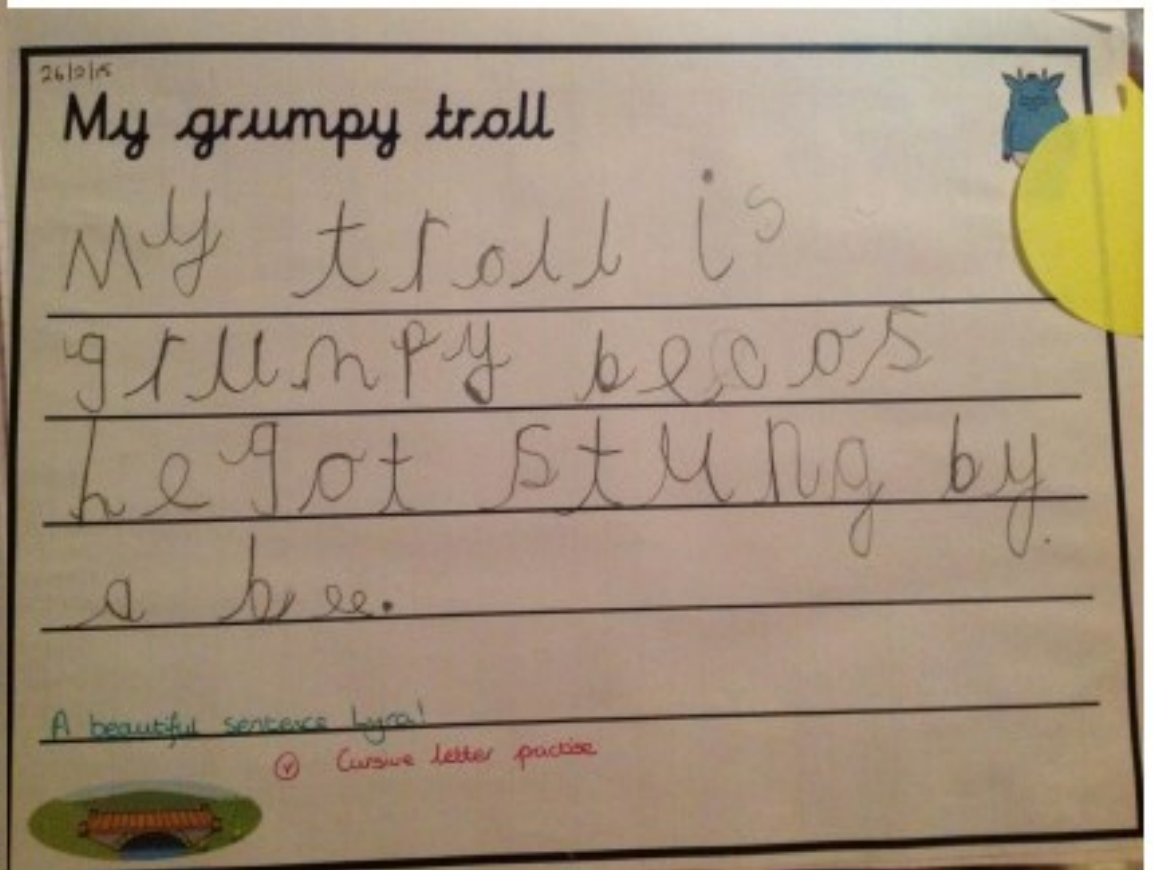 26/2/15
My grumpy troll
My troll is
grumpy becos
he got stung by.
a bee.
A beautiful sentence !
Ⓥ Cursive letter practise